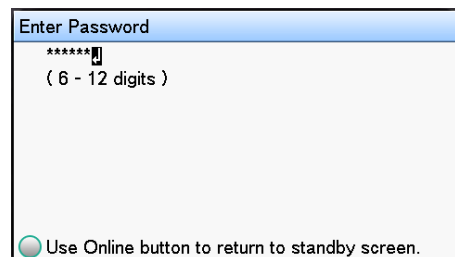 Enter Password
******↲
( 6 - 12 digits )
Use Online button to return to standby screen.